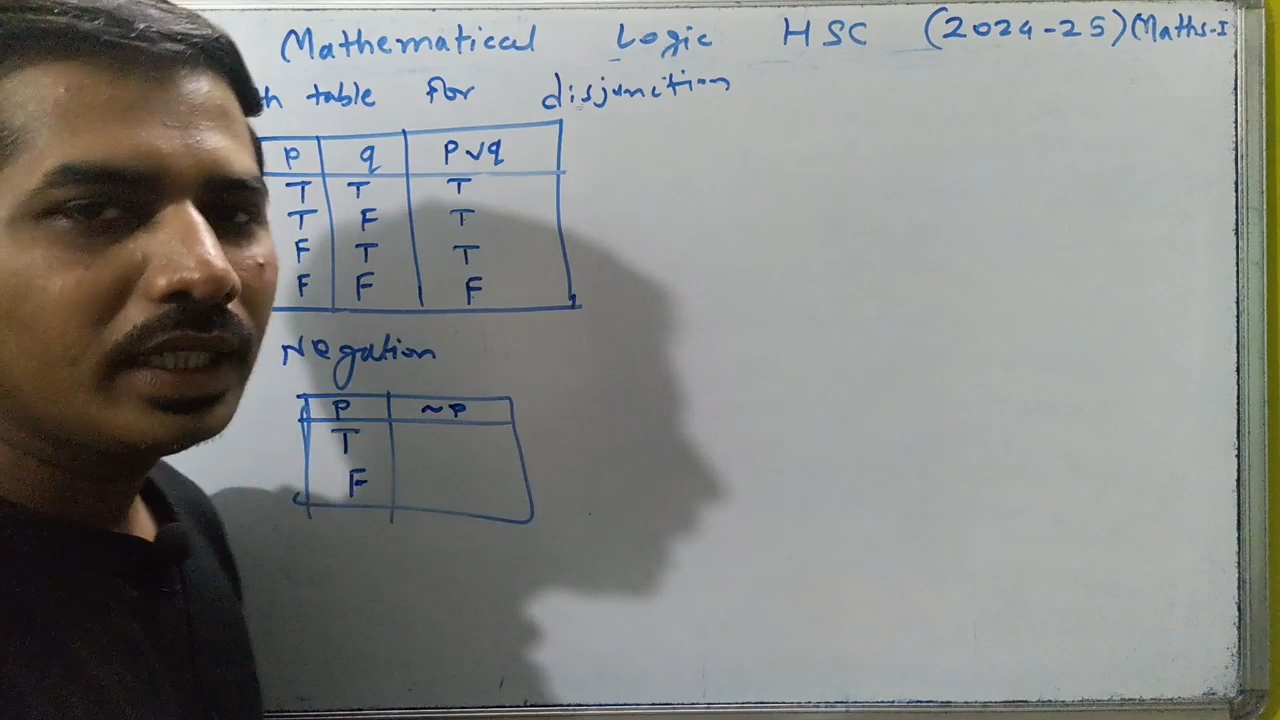 Mathematical Logic HSC (2024-25) Maths-I
h table for disjunction
p q p∨q
T T T
T F T
F T T
F F F
Negation
P ~P
T
F